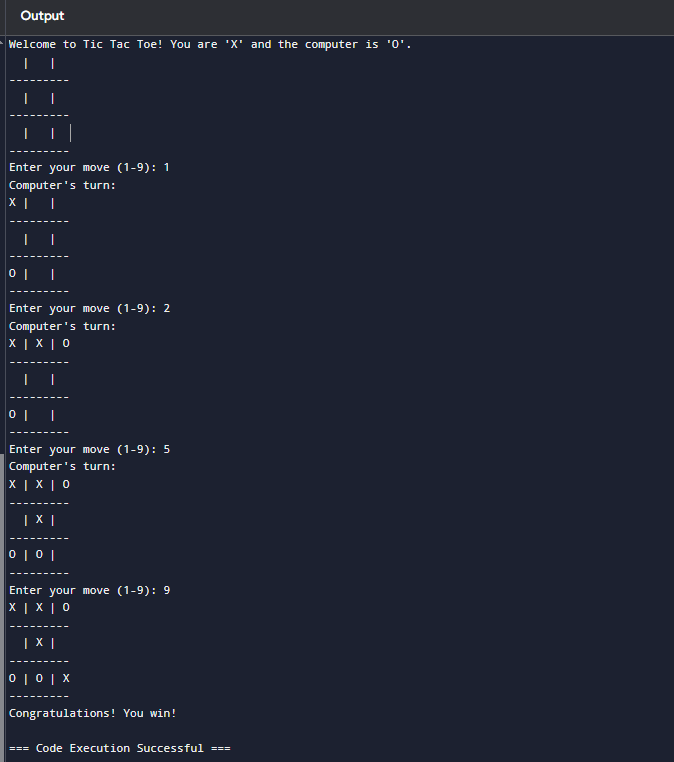 Output
Welcome to Tic Tac Toe! You are 'X' and the computer is 'O'.
  |   |
---------
  |   |
---------
  |   |
---------
Enter your move (1-9): 1
Computer's turn:
X |   |
---------
  |   |
---------
O |   |
---------
Enter your move (1-9): 2
Computer's turn:
X | X | O
---------
  |   |
---------
O |   |
---------
Enter your move (1-9): 5
Computer's turn:
X | X | O
---------
  | X |
---------
O | O |
---------
Enter your move (1-9): 9
X | X | O
---------
  | X |
---------
O | O | X
---------
Congratulations! You win!
=== Code Execution Successful ===